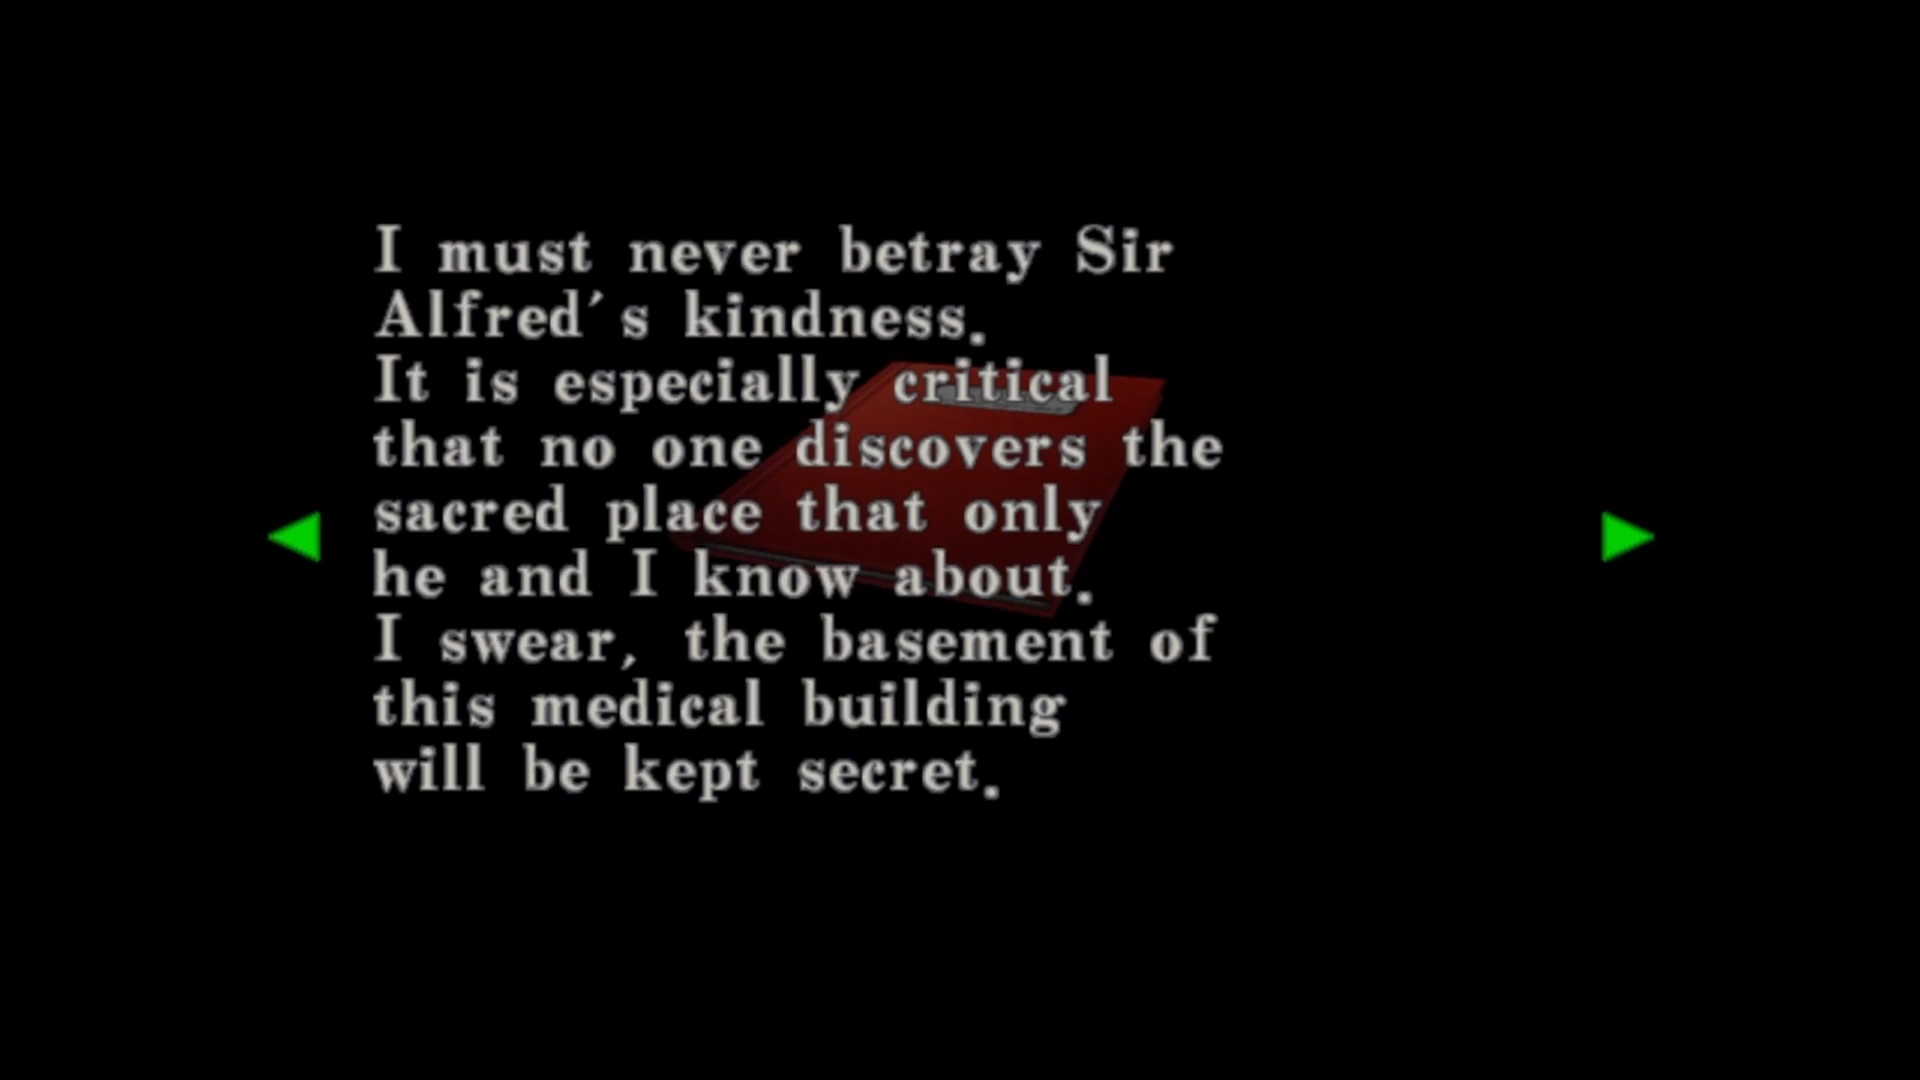 I must never betray Sir
Alfred's kindness.
It is especially critical
that no one discovers the
sacred place that only
he and I know about.
I swear, the basement of
this medical building
will be kept secret.